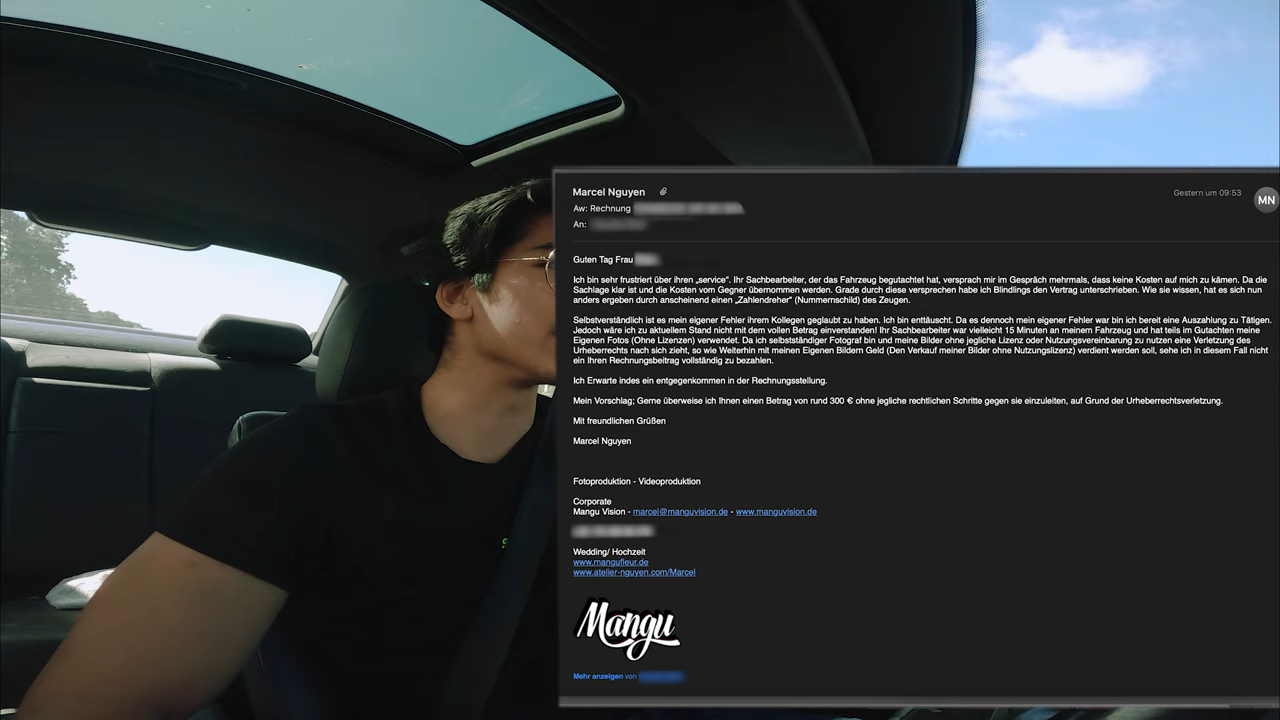 Marcel Nguyen
Gestern um 09:53
MN
Aw: Rechnung
An:
Guten Tag Frau
Ich bin sehr frustriert über ihren „service“. Ihr Sachbearbeiter, der das Fahrzeug begutachtet hat, versprach mir im Gespräch mehrmals, dass keine Kosten auf mich zu kämen. Da die
Sachlage klar ist und die Kosten vom Gegner übernommen werden. Grade durch diese versprechen habe ich Blindlings den Vertrag unterschrieben. Wie sie wissen, hat es sich nun
anders ergeben durch anscheinend einen „Zahlendreher“ (Nummernschild) des Zeugen.
Selbstverständlich ist es mein eigener Fehler ihrem Kollegen geglaubt zu haben. Ich bin enttäuscht. Da es dennoch mein eigener Fehler war bin ich bereit eine Auszahlung zu Tätigen.
Jedoch wäre ich zu aktuellem Stand nicht mit dem vollen Betrag einverstanden! Ihr Sachbearbeiter war vielleicht 15 Minuten an meinem Fahrzeug und hat teils im Gutachten meine
Eigenen Fotos (Ohne Lizenzen) verwendet. Da ich selbstständiger Fotograf bin und meine Bilder ohne jegliche Lizenz oder Nutzungsvereinbarung zu nutzen eine Verletzung des
Urheberrechts nach sich zieht, so wie Weiterhin mit meinen Eigenen Bildern Geld (Den Verkauf meiner Bilder ohne Nutzungslizenz) verdient werden soll, sehe ich in diesem Fall nicht
ein Ihren Rechnungsbeitrag vollständig zu bezahlen.
Ich Erwarte indes ein entgegenkommen in der Rechnungsstellung.
Mein Vorschlag; Gerne überweise ich Ihnen einen Betrag von rund 300 € ohne jegliche rechtlichen Schritte gegen sie einzuleiten, auf Grund der Urheberrechtsverletzung.
Mit freundlichen Grüßen
Marcel Nguyen
Fotoproduktion - Videoproduktion
Corporate
Mangu Vision - marcel@manguvision.de - www.manguvision.de
Wedding/ Hochzeit
www.mangufleur.de
www.atelier-nguyen.com/Marcel
Mangu
Mehr anzeigen von